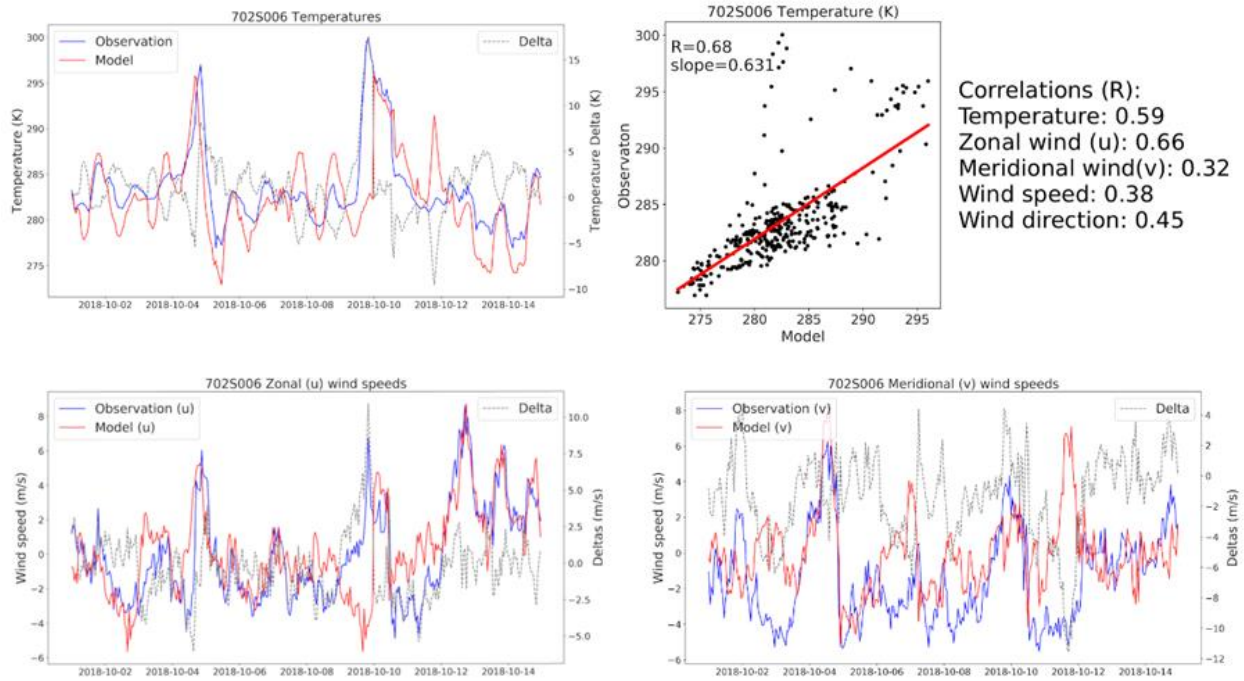 702S006 Temperatures
Observation
Model
Delta
Temperature (K)
300
295
290
285
280
275
Temperature Delta (K)
15
10
5
0
−5
−10
2018-10-02 2018-10-04 2018-10-06 2018-10-08 2018-10-10 2018-10-12 2018-10-14
702S006 Temperature (K)
R=0.68
slope=0.631
Observaton
300
295
290
285
280
275 280 285 290 295
Model
Correlations (R):
Temperature: 0.59
Zonal wind (u): 0.66
Meridional wind(v): 0.32
Wind speed: 0.38
Wind direction: 0.45
702S006 Zonal (u) wind speeds
Observation (u)
Model (u)
Delta
Wind speed (m/s)
8
6
4
2
0
−2
−4
−6
Deltas (m/s)
10.0
7.5
5.0
2.5
0.0
−2.5
−5.0
2018-10-02 2018-10-04 2018-10-06 2018-10-08 2018-10-10 2018-10-12 2018-10-14
702S006 Meridional (v) wind speeds
Observation (v)
Model (v)
Delta
Wind speed (m/s)
8
6
4
2
0
−2
−4
−6
Deltas (m/s)
4
2
0
−2
−4
−6
−8
−10
−12
2018-10-02 2018-10-04 2018-10-06 2018-10-08 2018-10-10 2018-10-12 2018-10-14